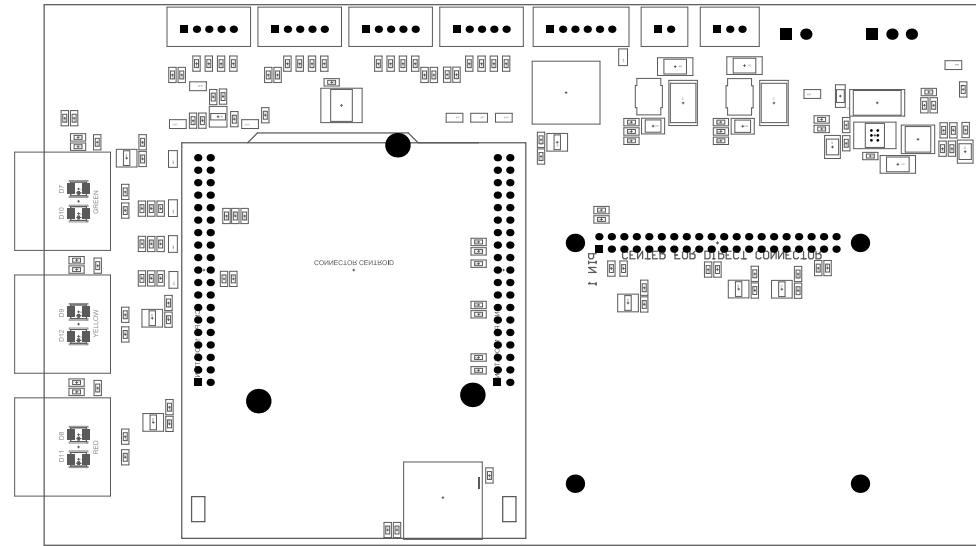 D7
D10
GREEN
CONNECTOR CENTROID
CENTER FOR DIRECT CONNECTOR
PIN 1
D9
D12
YELLOW
D8
D11
RED